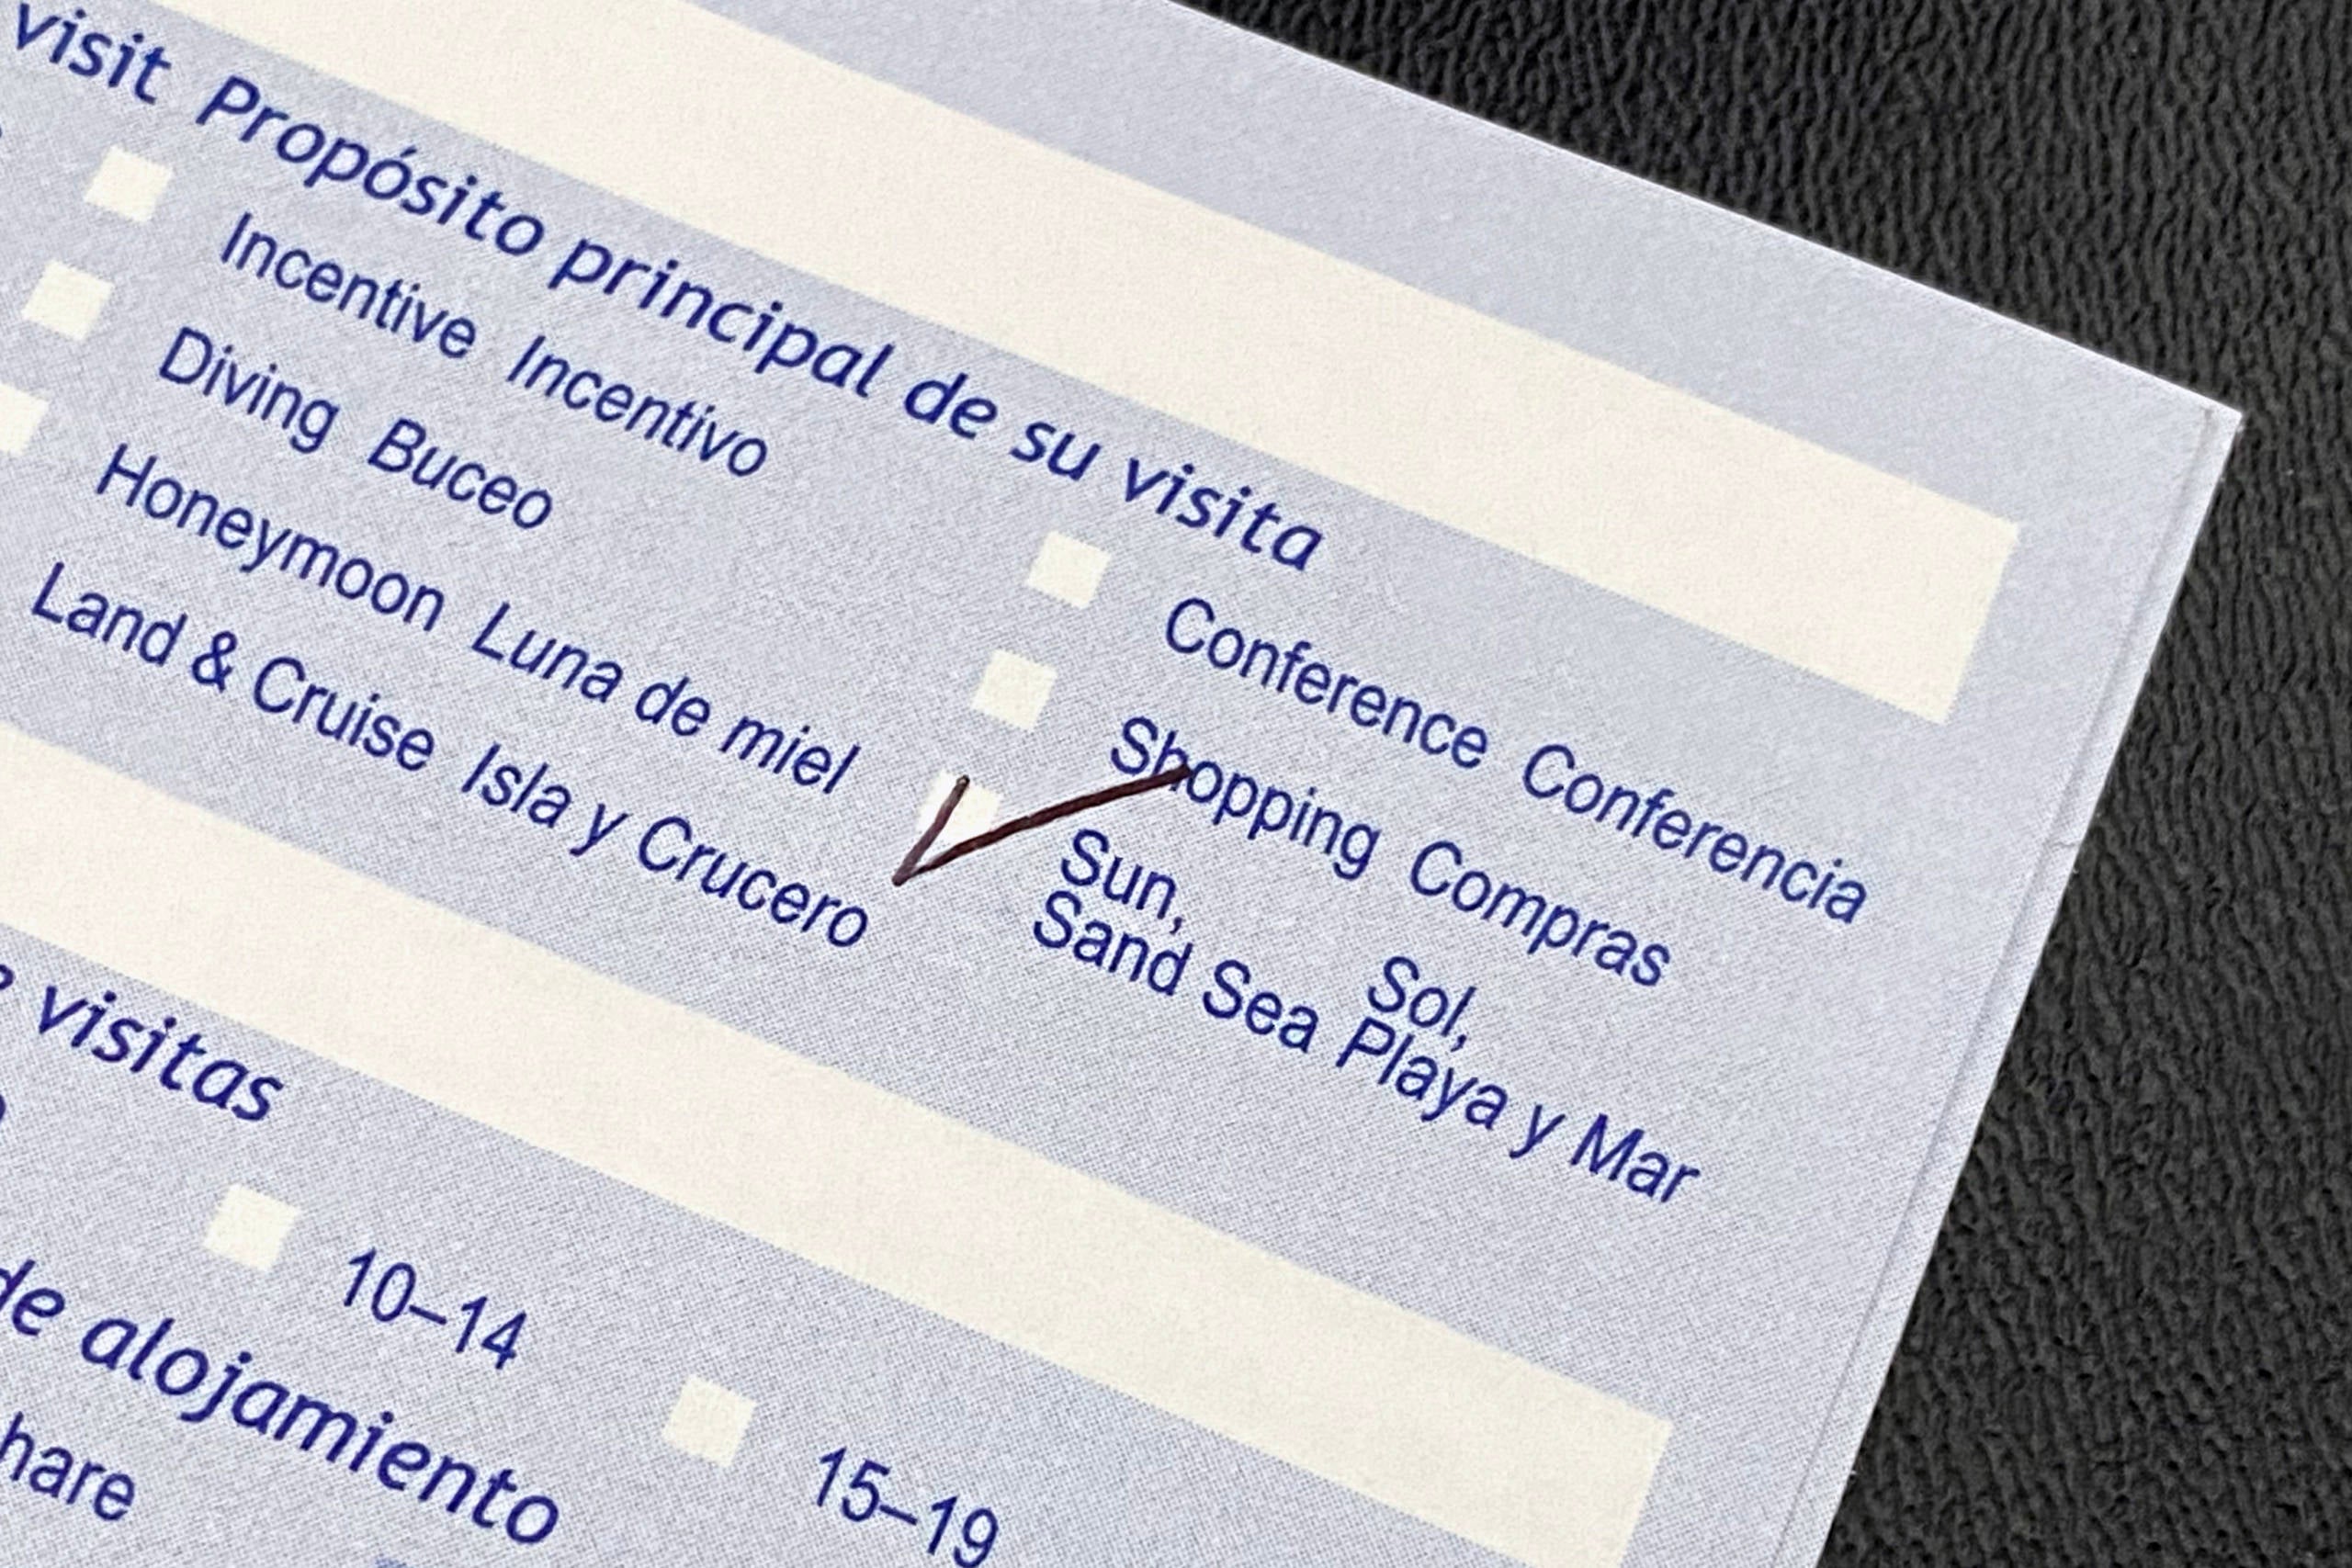 visit Propósito principal de su visita
Incentive Incentivo
Conference Conferencia
Diving Buceo
Shopping Compras
Honeymoon Luna de miel
Sun, Sol,
Sand Sea Playa y Mar
Land & Cruise Isla y Crucero
visitas
10–14
15–19
de alojamiento
hare